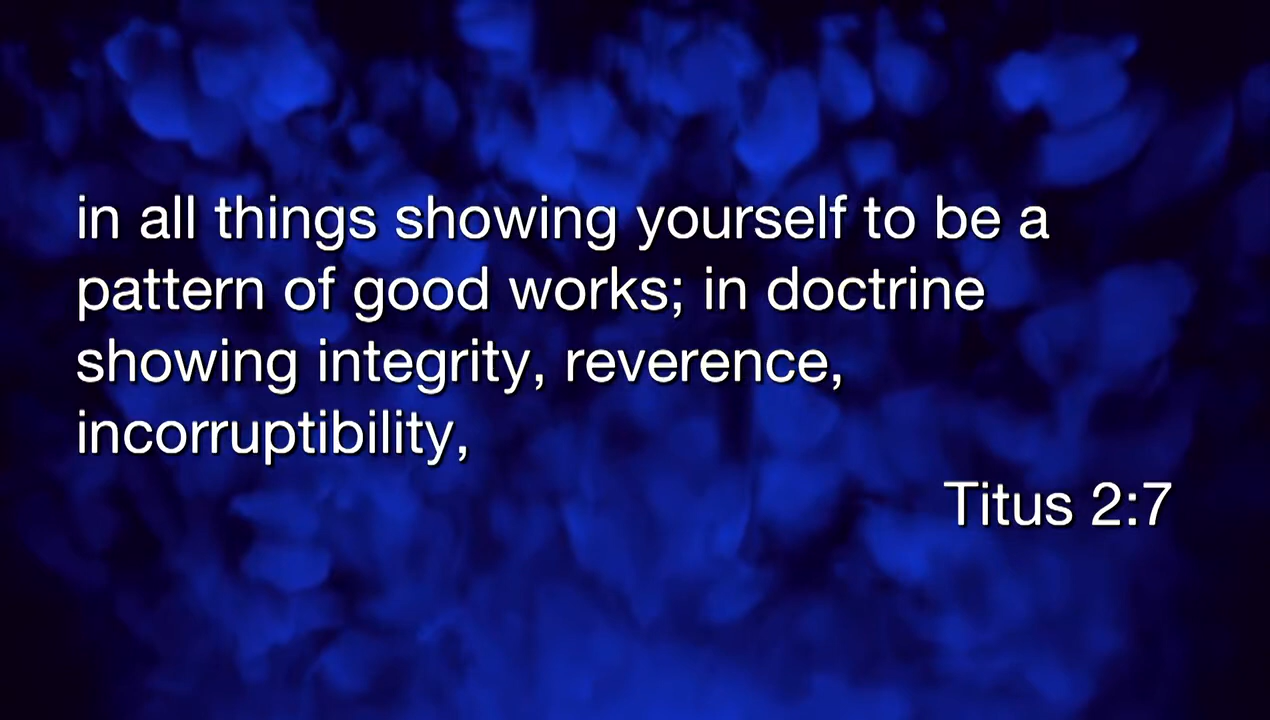 in all things showing yourself to be a
pattern of good works; in doctrine
showing integrity, reverence,
incorruptibility,
Titus 2:7